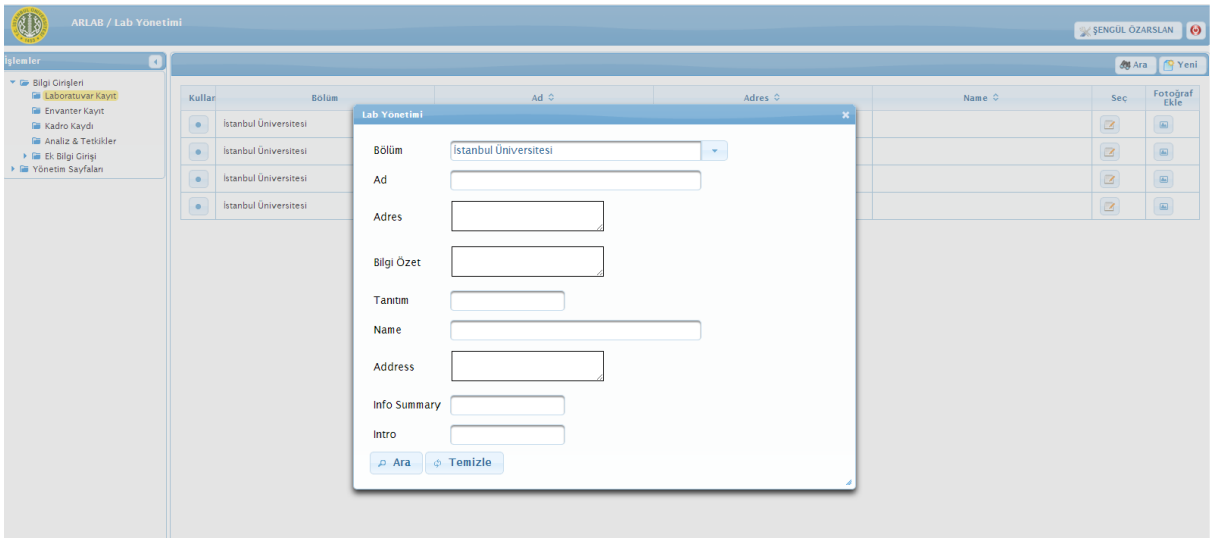 ARLAB / Lab Yönetimi
ŞENGÜL ÖZARSLAN
işlemler
Ara Yeni
Bilgi Girişleri
Laboratuvar Kayıt
Envanter Kayıt
Kadro Kaydı
Analiz & Tetkikler
Ek Bilgi Girişi
Yönetim Sayfaları
Kullar Bölüm Ad Adres Name Seç Fotoğraf Ekle
İstanbul Üniversitesi
İstanbul Üniversitesi
İstanbul Üniversitesi
İstanbul Üniversitesi
Lab Yönetimi
Bölüm İstanbul Üniversitesi
Ad
Adres
Bilgi Özet
Tanıtım
Name
Address
Info Summary
Intro
Ara Temizle